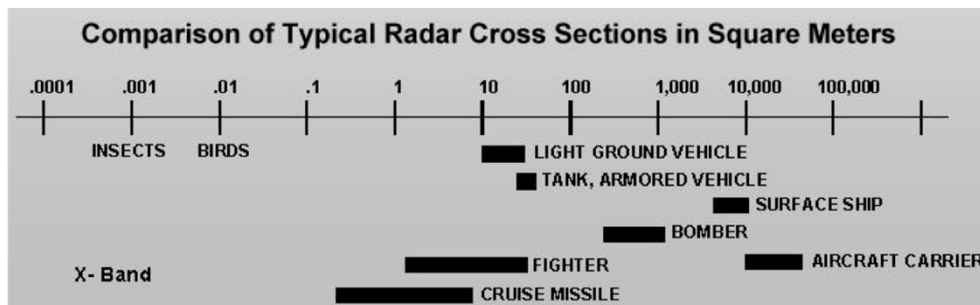 Comparison of Typical Radar Cross Sections in Square Meters
.0001 .001 .01 .1 1 10 100 1,000 10,000 100,000
INSECTS BIRDS LIGHT GROUND VEHICLE
TANK, ARMORED VEHICLE
SURFACE SHIP
BOMBER
X- Band FIGHTER AIRCRAFT CARRIER
CRUISE MISSILE